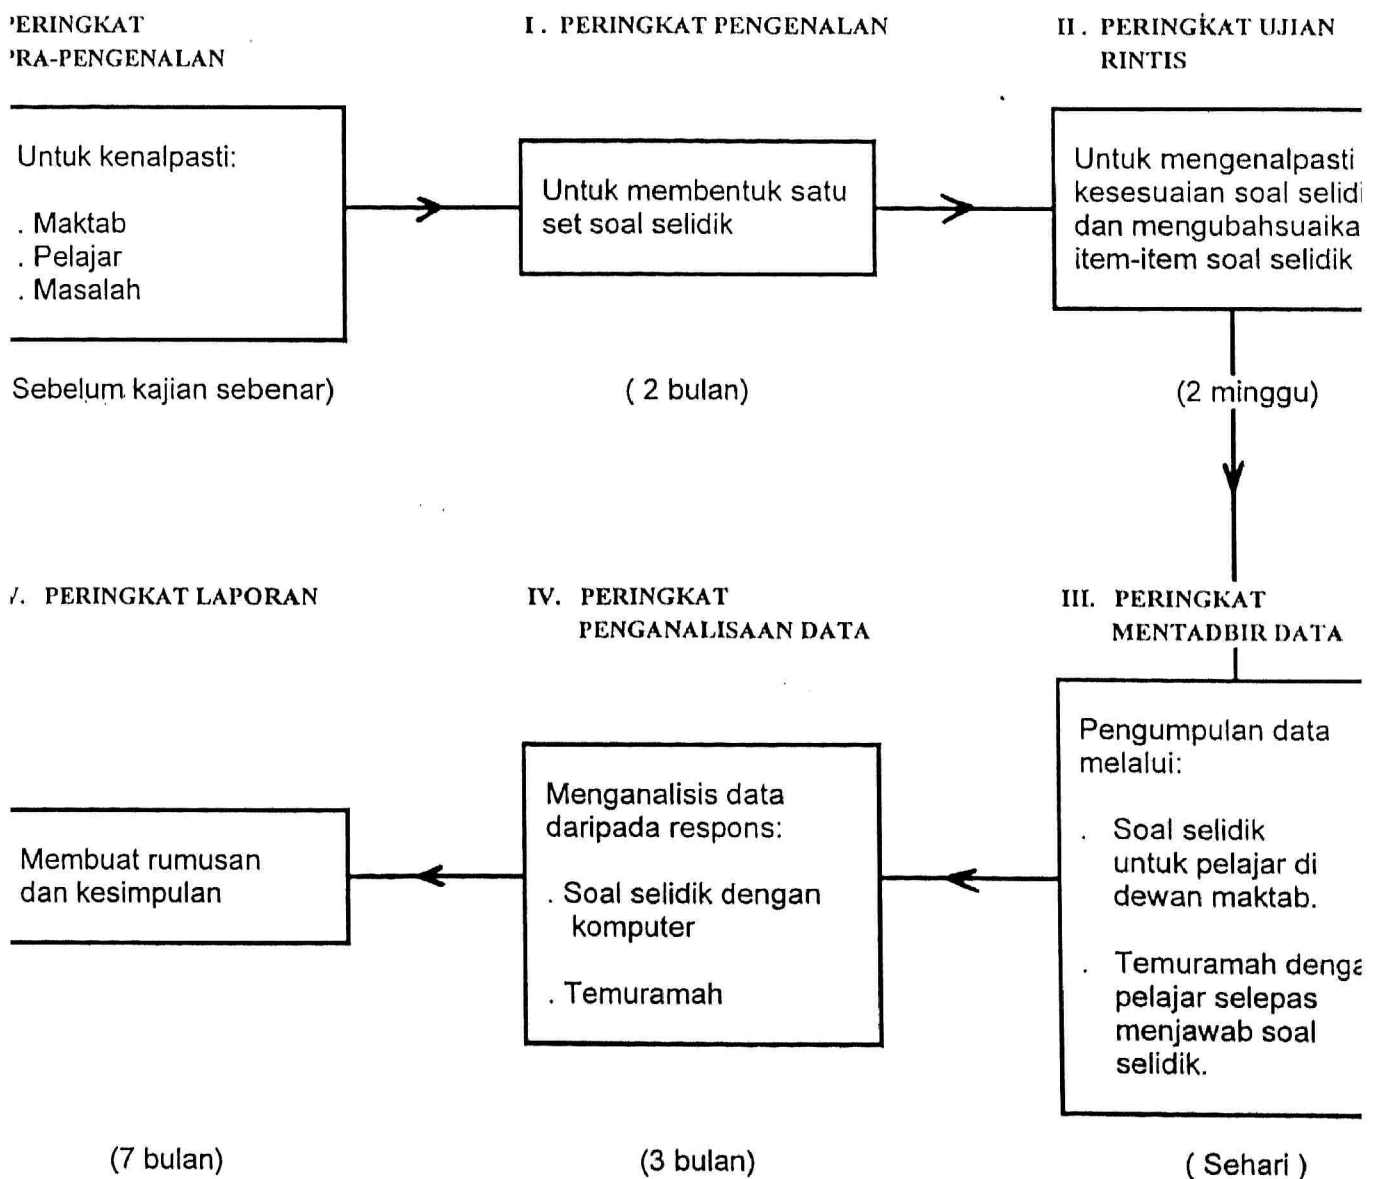 PERINGKAT
PRA-PENGENALAN
Untuk kenalpasti:
. Maktab
. Pelajar
. Masalah
Sebelum kajian sebenar)
I. PERINGKAT PENGENALAN
Untuk membentuk satu
set soal selidik
( 2 bulan)
II. PERINGKAT UJIAN
RINTIS
Untuk mengenalpasti
kesesuaian soal selidi
dan mengubahsuaika
item-item soal selidik
(2 minggu)
III. PERINGKAT
MENTADBIR DATA
Pengumpulan data
melalui:
. Soal selidik
untuk pelajar di
dewan maktab.
. Temuramah denga
pelajar selepas
menjawab soal
selidik.
( Sehari )
IV. PERINGKAT
PENGANALISAAN DATA
Menganalisis data
daripada respons:
. Soal selidik dengan
komputer
. Temuramah
(3 bulan)
V. PERINGKAT LAPORAN
Membuat rumusan
dan kesimpulan
(7 bulan)